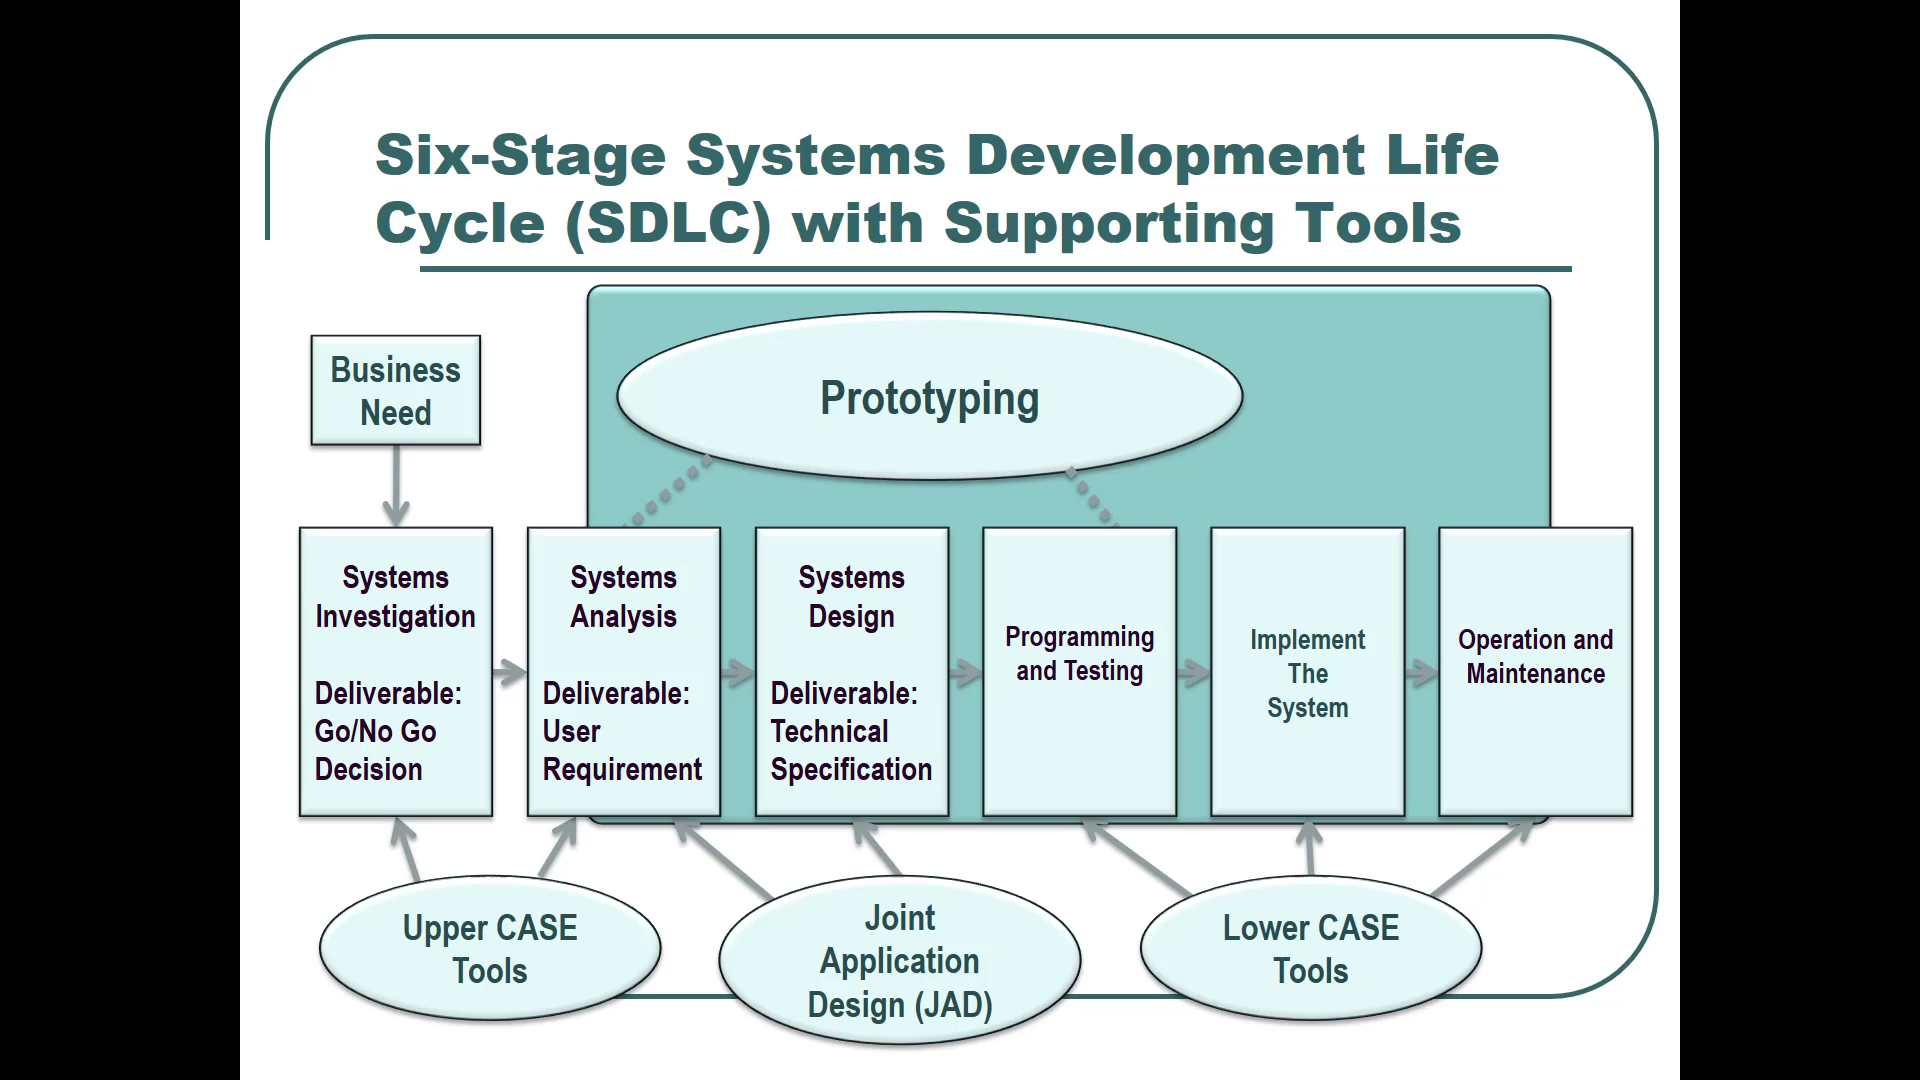 Six-Stage Systems Development Life
Cycle (SDLC) with Supporting Tools
Business
Need
Prototyping
Systems
Investigation
Deliverable:
Go/No Go
Decision
Systems
Analysis
Deliverable:
User
Requirement
Systems
Design
Deliverable:
Technical
Specification
Programming
and Testing
Implement
The
System
Operation and
Maintenance
Upper CASE
Tools
Joint
Application
Design (JAD)
Lower CASE
Tools